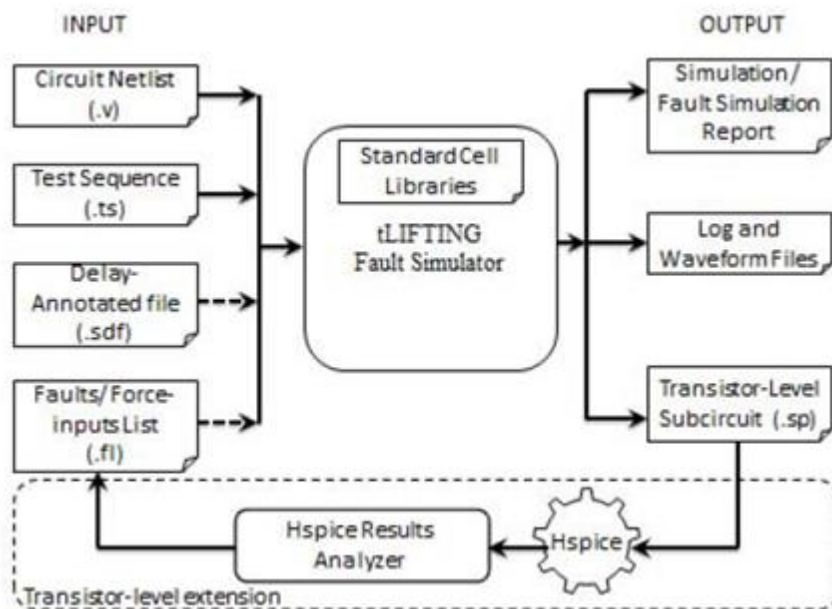 INPUT
OUTPUT
Circuit Netlist
(.v)
Test Sequence
(.ts)
Delay-
Annotated file
(.sdf)
Faults/Force-
inputs List
(.fl)
Standard Cell
Libraries
tLIFTING
Fault Simulator
Simulation /
Fault Simulation
Report
Log and
Waveform Files
Transistor-Level
Subcircuit (.sp)
Hspice Results
Analyzer
Hspice
Transistor-level extension